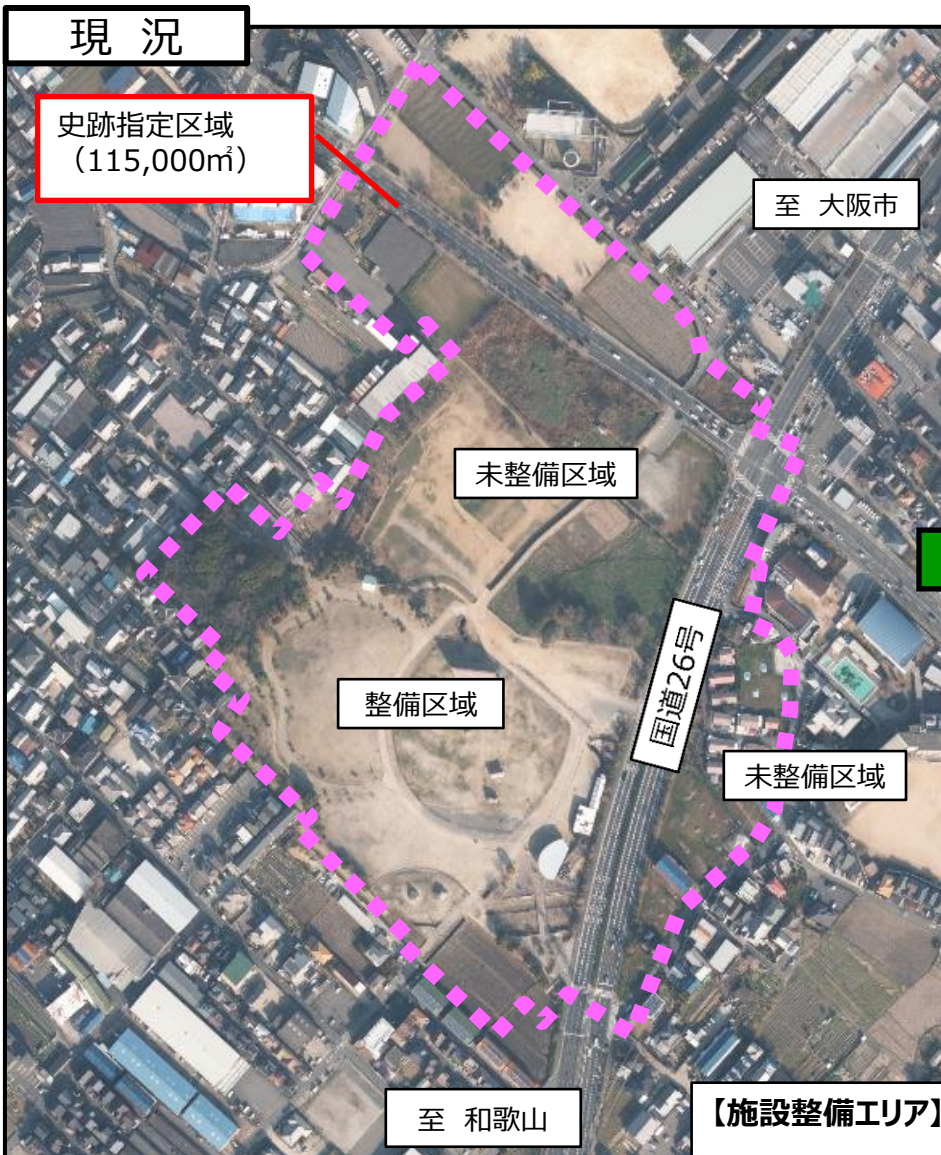 現 況
史跡指定区域
（115,000㎡）
至 大阪市
未整備区域
国道26号
整備区域
未整備区域
至 和歌山
【施設整備エリア】